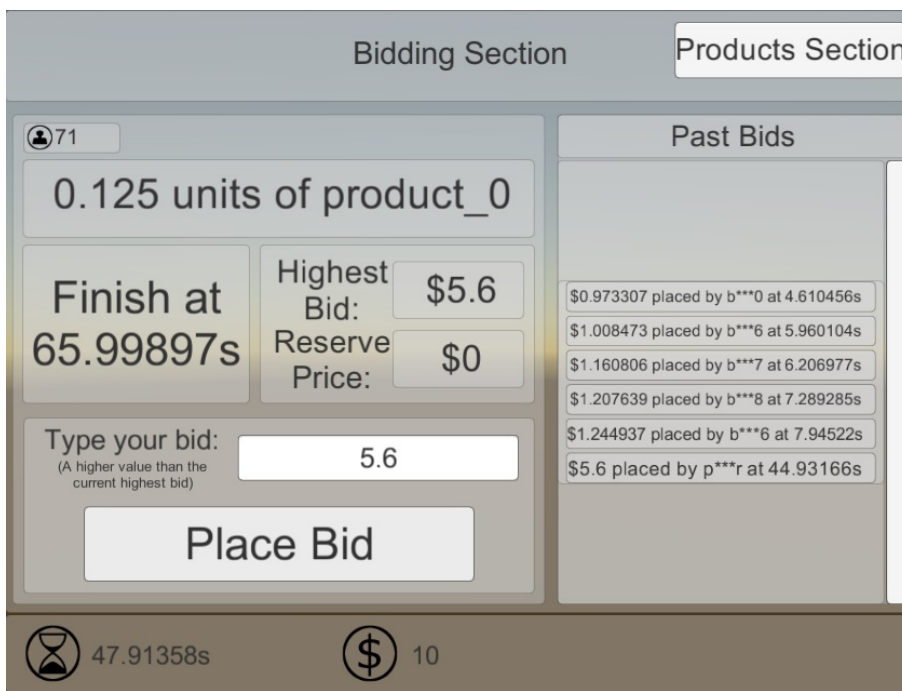 Bidding Section
Products Section
71
0.125 units of product_0
Finish at
65.99897s
Highest
Bid:
$5.6
Reserve
Price:
$0
Type your bid:
(A higher value than the
current highest bid)
5.6
Place Bid
Past Bids
$0.973307 placed by b***0 at 4.610456s
$1.008473 placed by b***6 at 5.960104s
$1.160806 placed by b***7 at 6.206977s
$1.207639 placed by b***8 at 7.289285s
$1.244937 placed by b***6 at 7.94522s
$5.6 placed by p***r at 44.93166s
47.91358s
$ 10